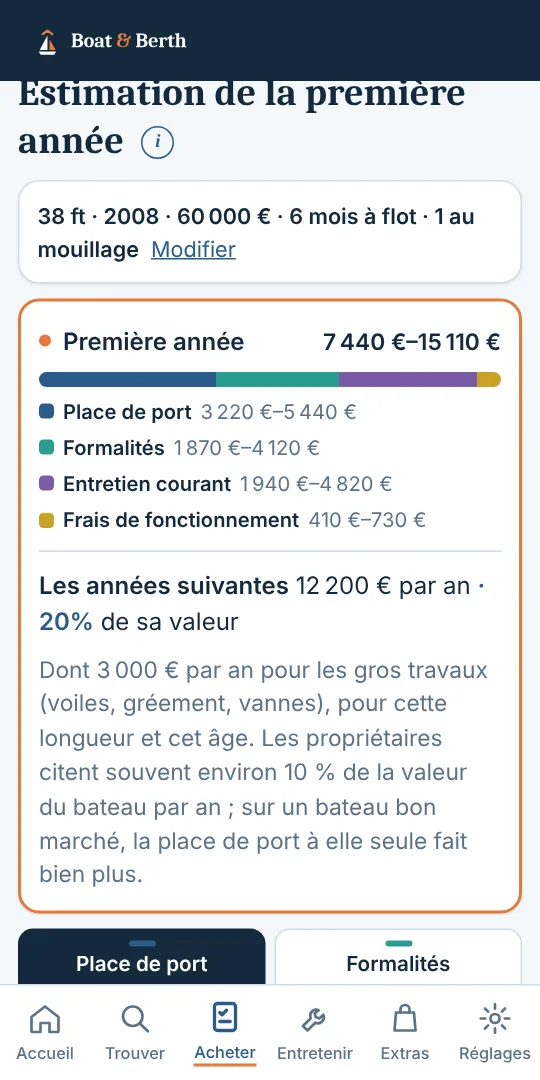 Boat & Berth
Estimation de la première
année i
38 ft · 2008 · 60 000 € · 6 mois à flot · 1 au
mouillage Modifier
Première année 7 440 €–15 110 €
Place de port 3 220 €–5 440 €
Formalités 1 870 €–4 120 €
Entretien courant 1 940 €–4 820 €
Frais de fonctionnement 410 €–730 €
Les années suivantes 12 200 € par an ·
20% de sa valeur
Dont 3 000 € par an pour les gros travaux
(voiles, gréement, vannes), pour cette
longueur et cet âge. Les propriétaires
citent souvent environ 10 % de la valeur
du bateau par an ; sur un bateau bon
marché, la place de port à elle seule fait
bien plus.
Place de port Formalités
Accueil Trouver Acheter Entretenir Extras Réglages